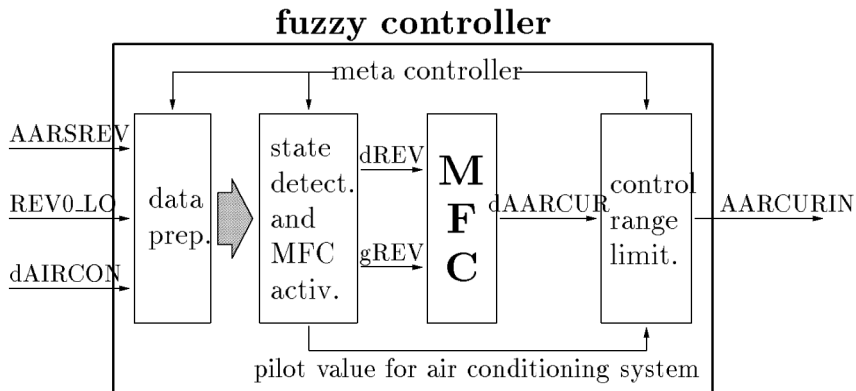 fuzzy controller
meta controller
AARSREV
REV0_LO
dAIRCON
data
prep.
state
detect.
and
MFC
activ.
dREV
gREV
M
F
C
dAARCUR
control
range
limit.
AARCURIN
pilot value for air conditioning system